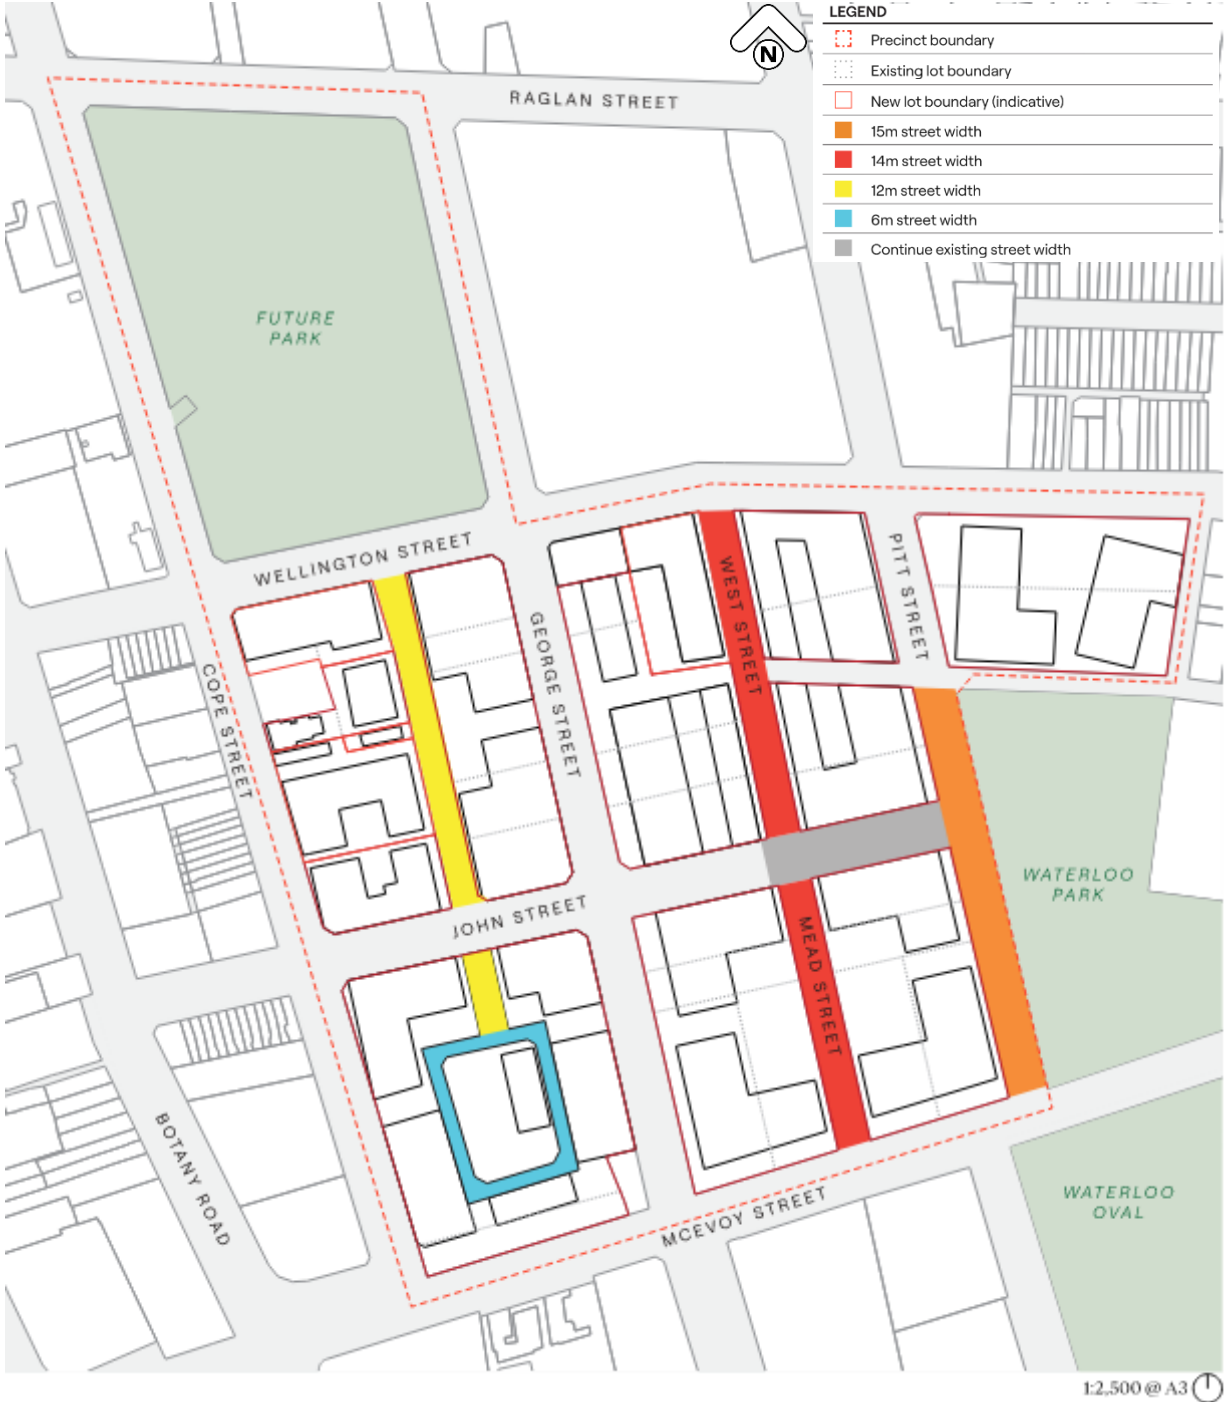 LEGEND
Precinct boundary
Existing lot boundary
New lot boundary (indicative)
15m street width
14m street width
12m street width
6m street width
Continue existing street width
N
RAGLAN STREET
FUTURE
PARK
WELLINGTON STREET
PITT STREET
WEST STREET
GEORGE STREET
COPE STREET
WATERLOO
PARK
JOHN STREET
MEAD STREET
BOTANY ROAD
WATERLOO
OVAL
MCEVOY STREET
1:2,500 @ A3